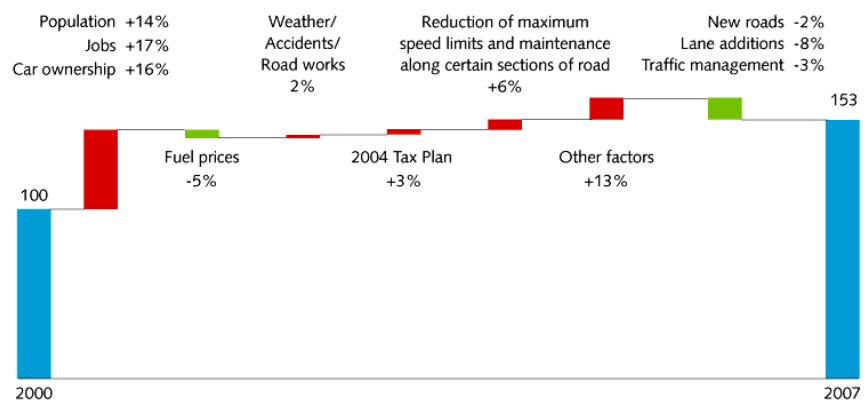 Population +14%
Jobs +17%
Car ownership +16%
Weather/
Accidents/
Road works
2%
Reduction of maximum
speed limits and maintenance
along certain sections of road
+6%
New roads -2%
Lane additions -8%
Traffic management -3%
153
Fuel prices
-5%
2004 Tax Plan
+3%
Other factors
+13%
100
2000
2007